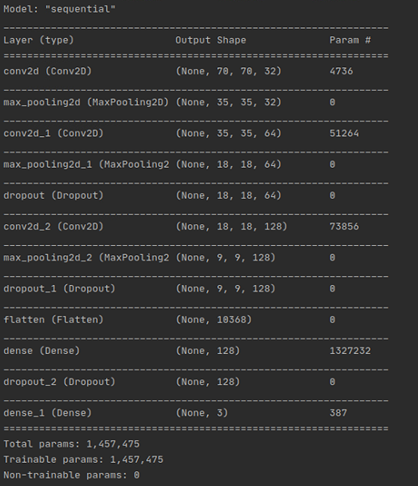 Model: "sequential"
_________________________________________________________________
Layer (type)                 Output Shape              Param #
=================================================================
conv2d (Conv2D)              (None, 70, 70, 32)        4736
_________________________________________________________________
max_pooling2d (MaxPooling2D) (None, 35, 35, 32)        0
_________________________________________________________________
conv2d_1 (Conv2D)            (None, 35, 35, 64)        51264
_________________________________________________________________
max_pooling2d_1 (MaxPooling2 (None, 18, 18, 64)        0
_________________________________________________________________
dropout (Dropout)            (None, 18, 18, 64)        0
_________________________________________________________________
conv2d_2 (Conv2D)            (None, 18, 18, 128)       73856
_________________________________________________________________
max_pooling2d_2 (MaxPooling2 (None, 9, 9, 128)         0
_________________________________________________________________
dropout_1 (Dropout)          (None, 9, 9, 128)         0
_________________________________________________________________
flatten (Flatten)            (None, 10368)             0
_________________________________________________________________
dense (Dense)                (None, 128)               1327232
_________________________________________________________________
dropout_2 (Dropout)          (None, 128)               0
_________________________________________________________________
dense_1 (Dense)              (None, 3)                 387
=================================================================
Total params: 1,457,475
Trainable params: 1,457,475
Non-trainable params: 0